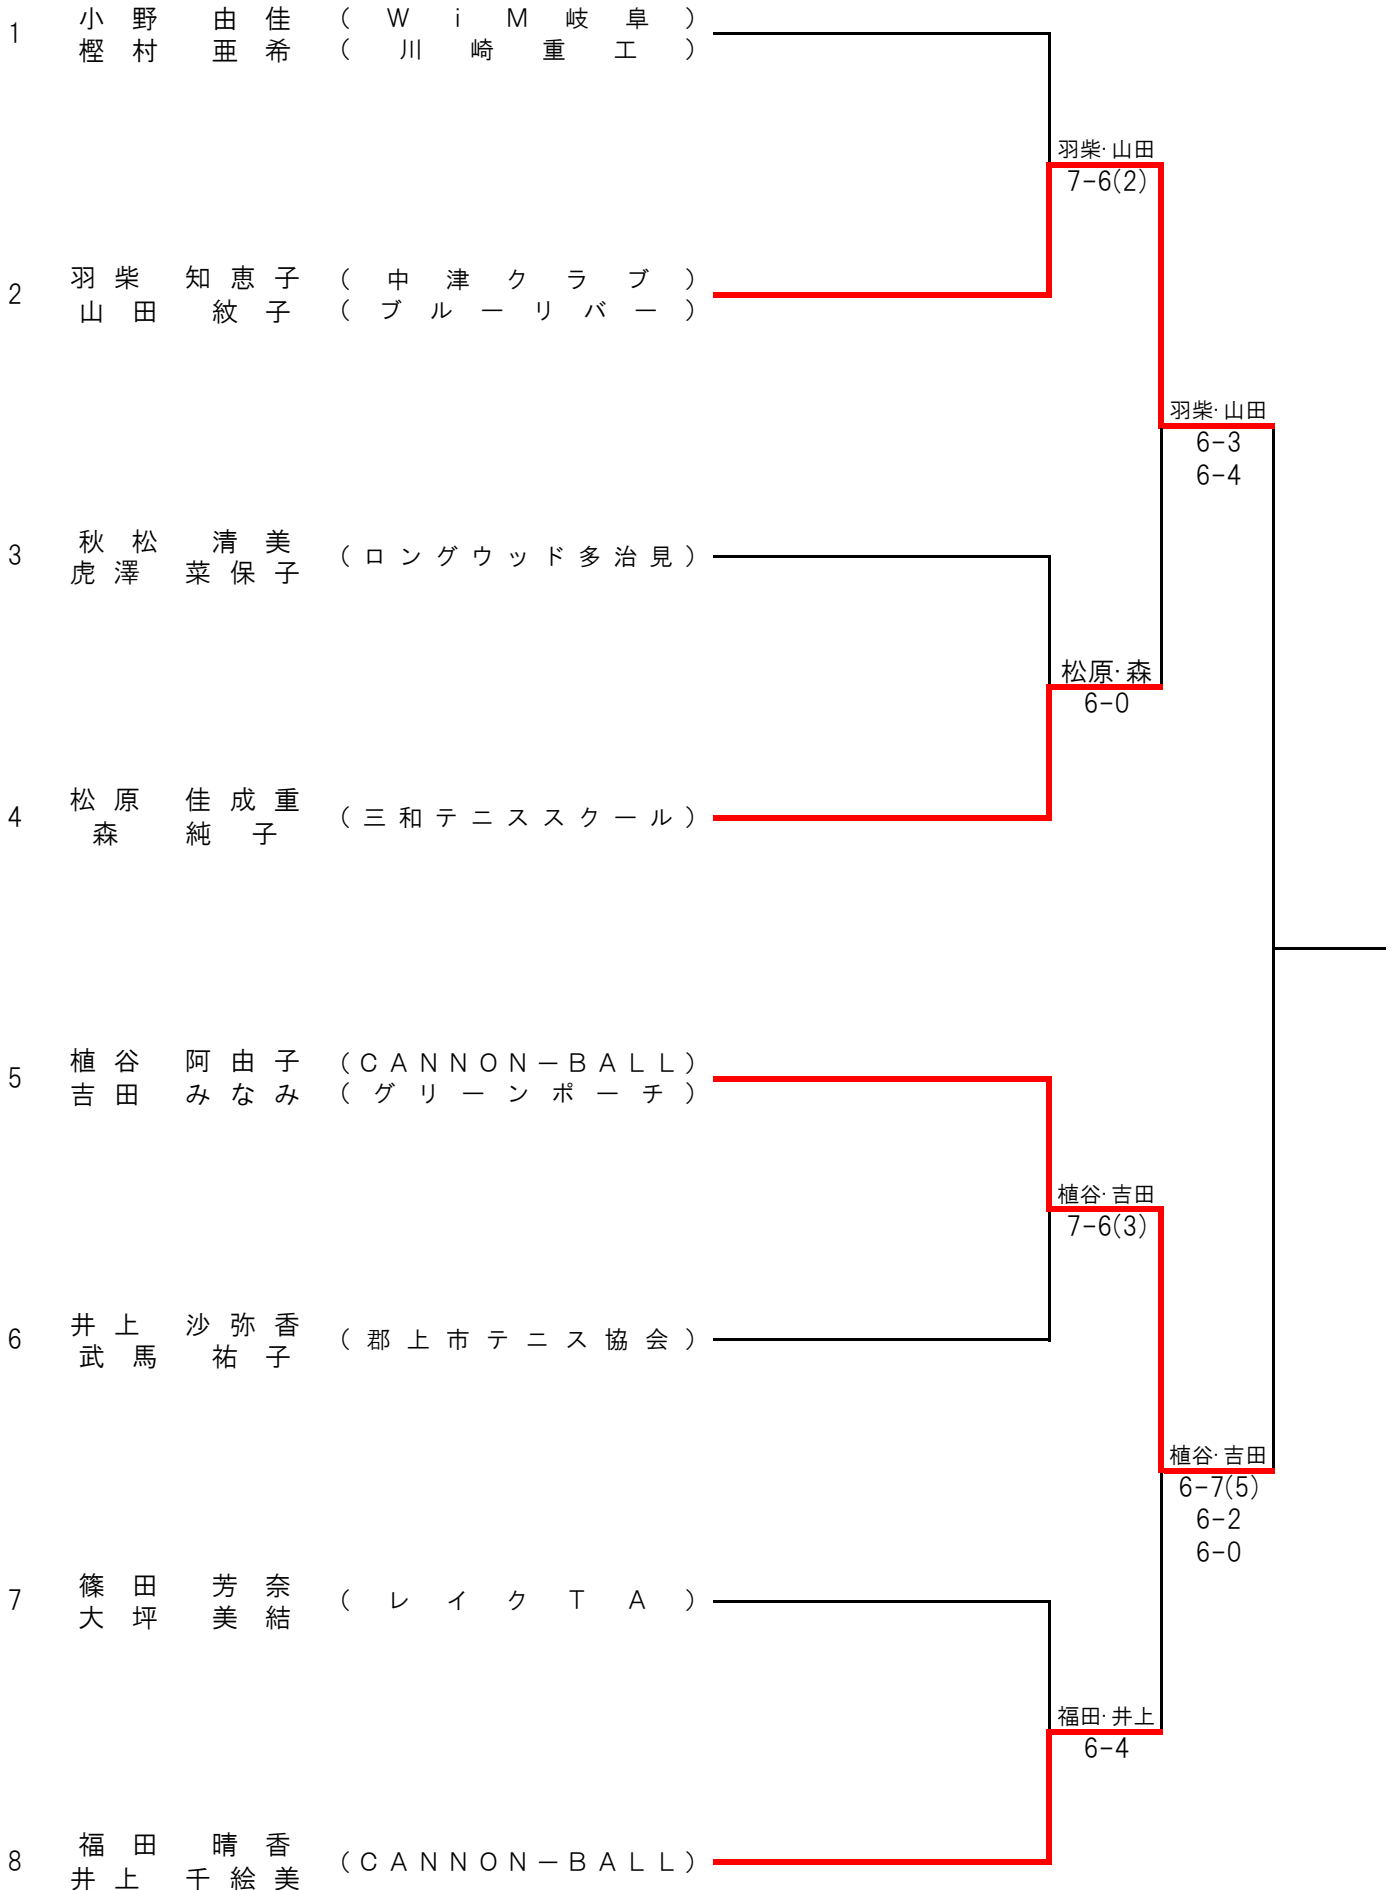 1 小野 由佳 (WiM岐阜)
樫村 亜希 (川崎重工)
羽柴・山田
7-6(2)
2 羽柴 知恵子 (中津クラブ)
山田 紋子 (ブルーリバー)
羽柴・山田
6-3
6-4
3 秋松 清美 (ロングウッド多治見)
虎澤 菜保子
松原・森
6-0
4 松原 佳成重 (三和テニススクール)
森 純子
5 植谷 阿由子 (CANNON-BALL)
吉田 みなみ (グリーンポーチ)
植谷・吉田
7-6(3)
6 井上 沙弥香 (郡上市テニス協会)
武馬 祐子
植谷・吉田
6-7(5)
6-2
6-0
7 篠田 芳奈 (レイクTA)
大坪 美結
福田・井上
6-4
8 福田 晴香 (CANNON-BALL)
井上 千絵美